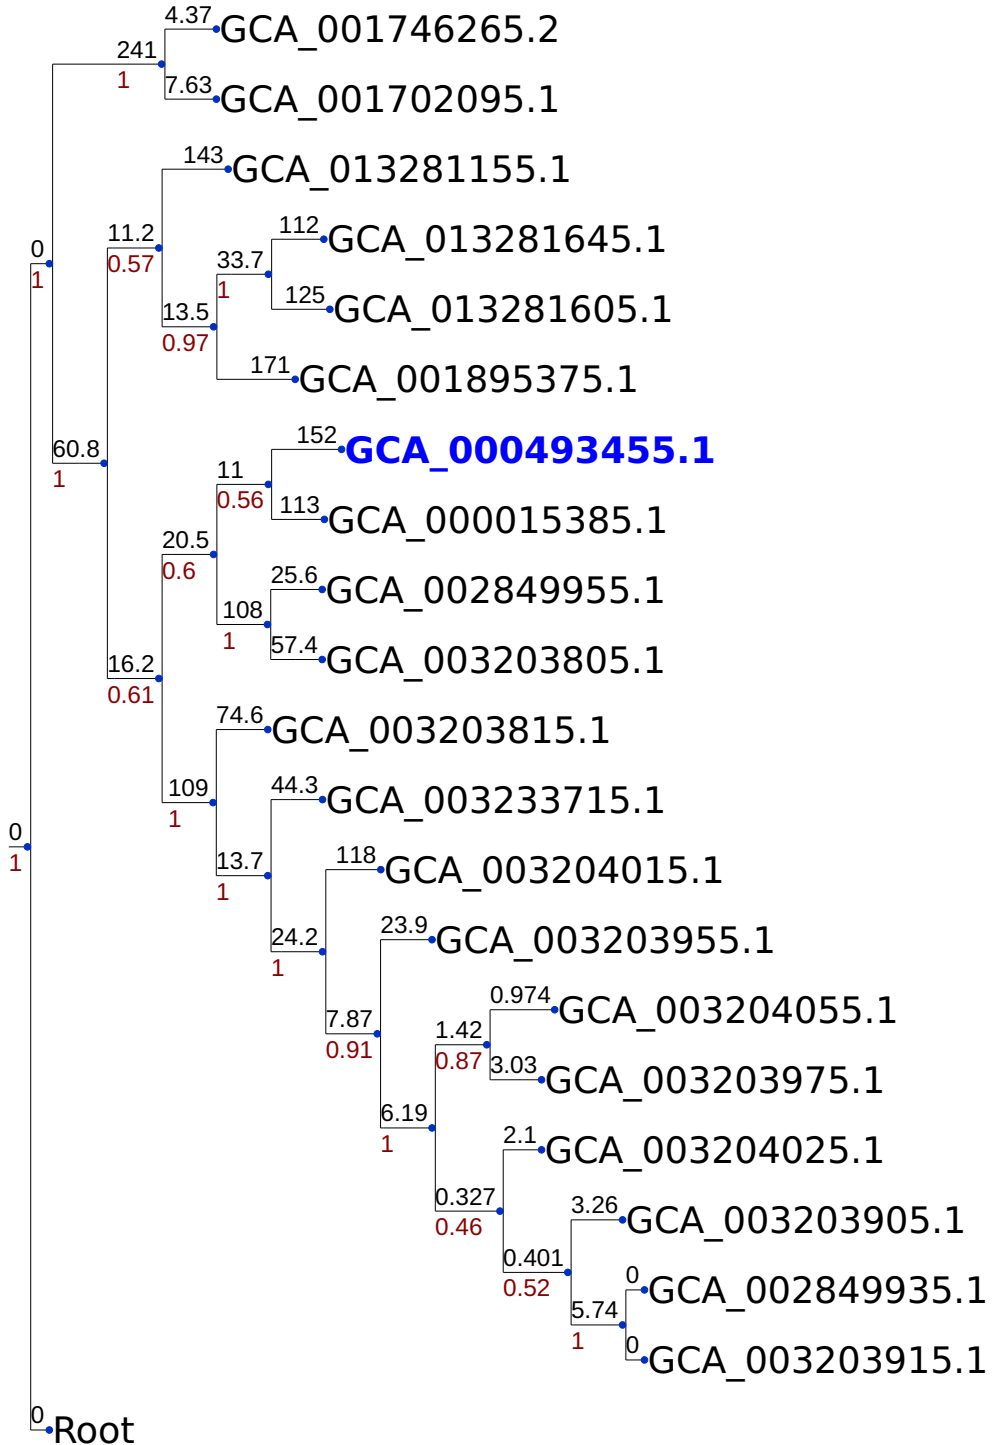 4.37
GCA_001746265.2
241
1
7.63
GCA_001702095.1
143
GCA_013281155.1
112
GCA_013281645.1
11.2
0.57
0
1
33.7
1
125
GCA_013281605.1
13.5
0.97
171
GCA_001895375.1
60.8
1
152
GCA_000493455.1
11
0.56
113
GCA_000015385.1
20.5
0.6
25.6
GCA_002849955.1
108
1
57.4
GCA_003203805.1
16.2
0.61
74.6
GCA_003203815.1
109
1
44.3
GCA_003233715.1
0
1
13.7
1
118
GCA_003204015.1
24.2
1
23.9
GCA_003203955.1
7.87
0.91
0.974
GCA_003204055.1
1.42
0.87
3.03
GCA_003203975.1
6.19
1
2.1
GCA_003204025.1
0.327
0.46
3.26
GCA_003203905.1
0.401
0.52
0
GCA_002849935.1
5.74
1
0
GCA_003203915.1
0
Root